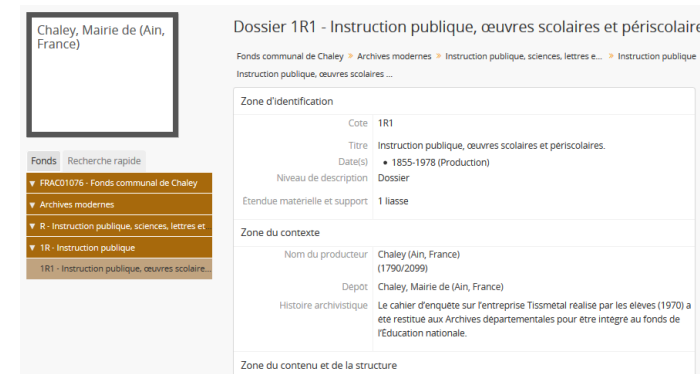 Chaley, Mairie de (Ain,
France)
Fonds Recherche rapide
▼ FRAC01076 - Fonds communal de Chaley
▼ Archives modernes
▼ R - Instruction publique, sciences, lettres et
▼ 1R - Instruction publique
1R1 - Instruction publique, œuvres scolaire...
Dossier 1R1 - Instruction publique, œuvres scolaires et périscolaire
Fonds communal de Chaley » Archives modernes » Instruction publique, sciences, lettres e... » Instruction publique
Instruction publique, œuvres scolaires ...
Zone d'identification
Cote 1R1
Titre Instruction publique, œuvres scolaires et périscolaires.
Date(s) • 1855-1978 (Production)
Niveau de description Dossier
Étendue matérielle et support 1 liasse
Zone du contexte
Nom du producteur Chaley (Ain, France)
(1790/2099)
Dépôt Chaley, Mairie de (Ain, France)
Histoire archivistique Le cahier d'enquête sur l'entreprise Tissmétal réalisé par les élèves (1970) a
été restitué aux Archives départementales pour être intégré au fonds de
l'Éducation nationale.
Zone du contenu et de la structure